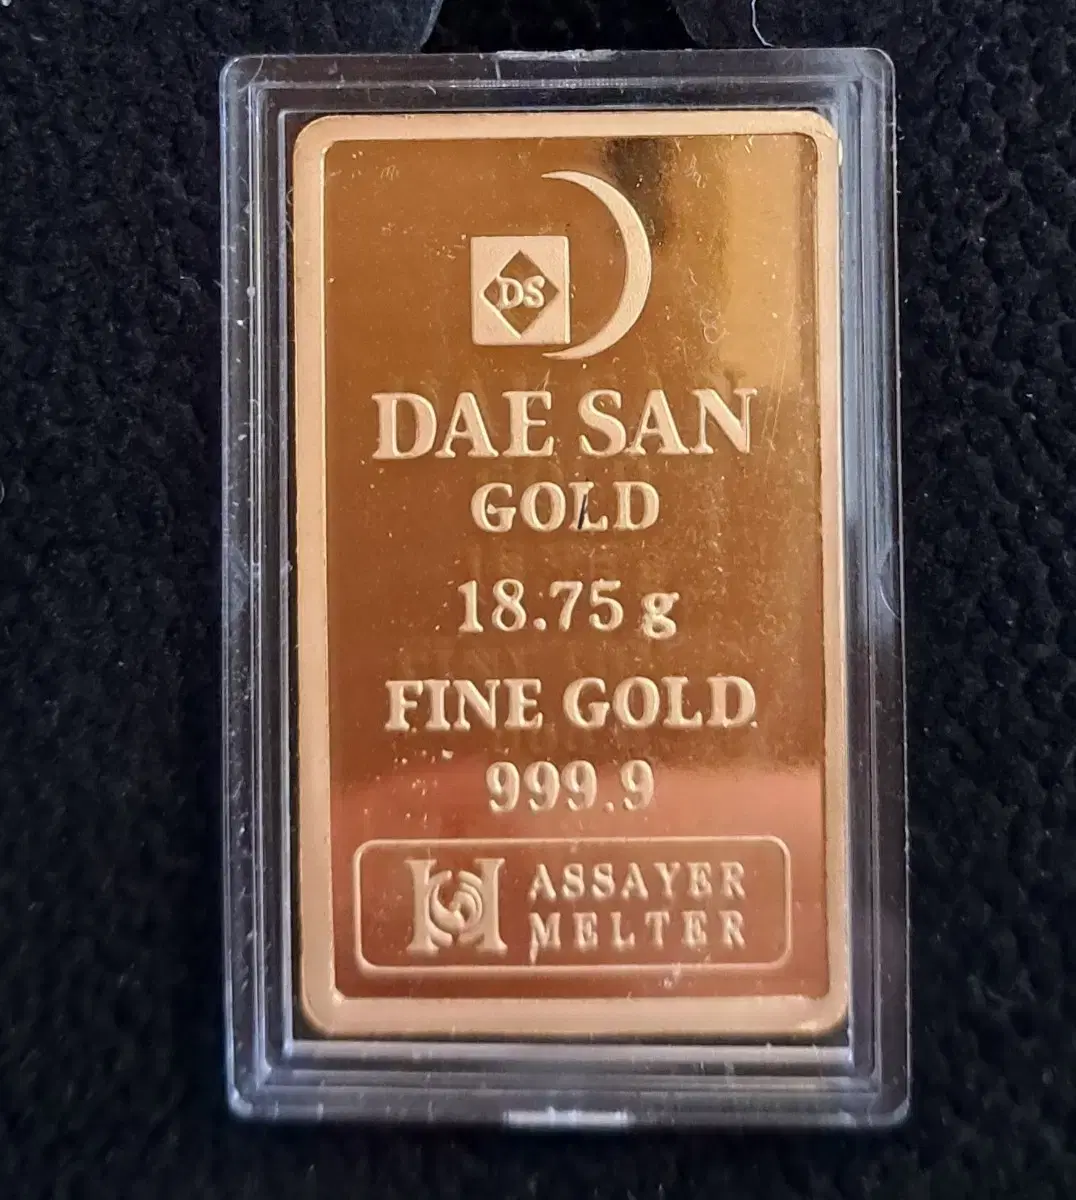 DS
DAE SAN
GOLD
18.75 g
FINE GOLD
999.9
ASSAYER
MELTER